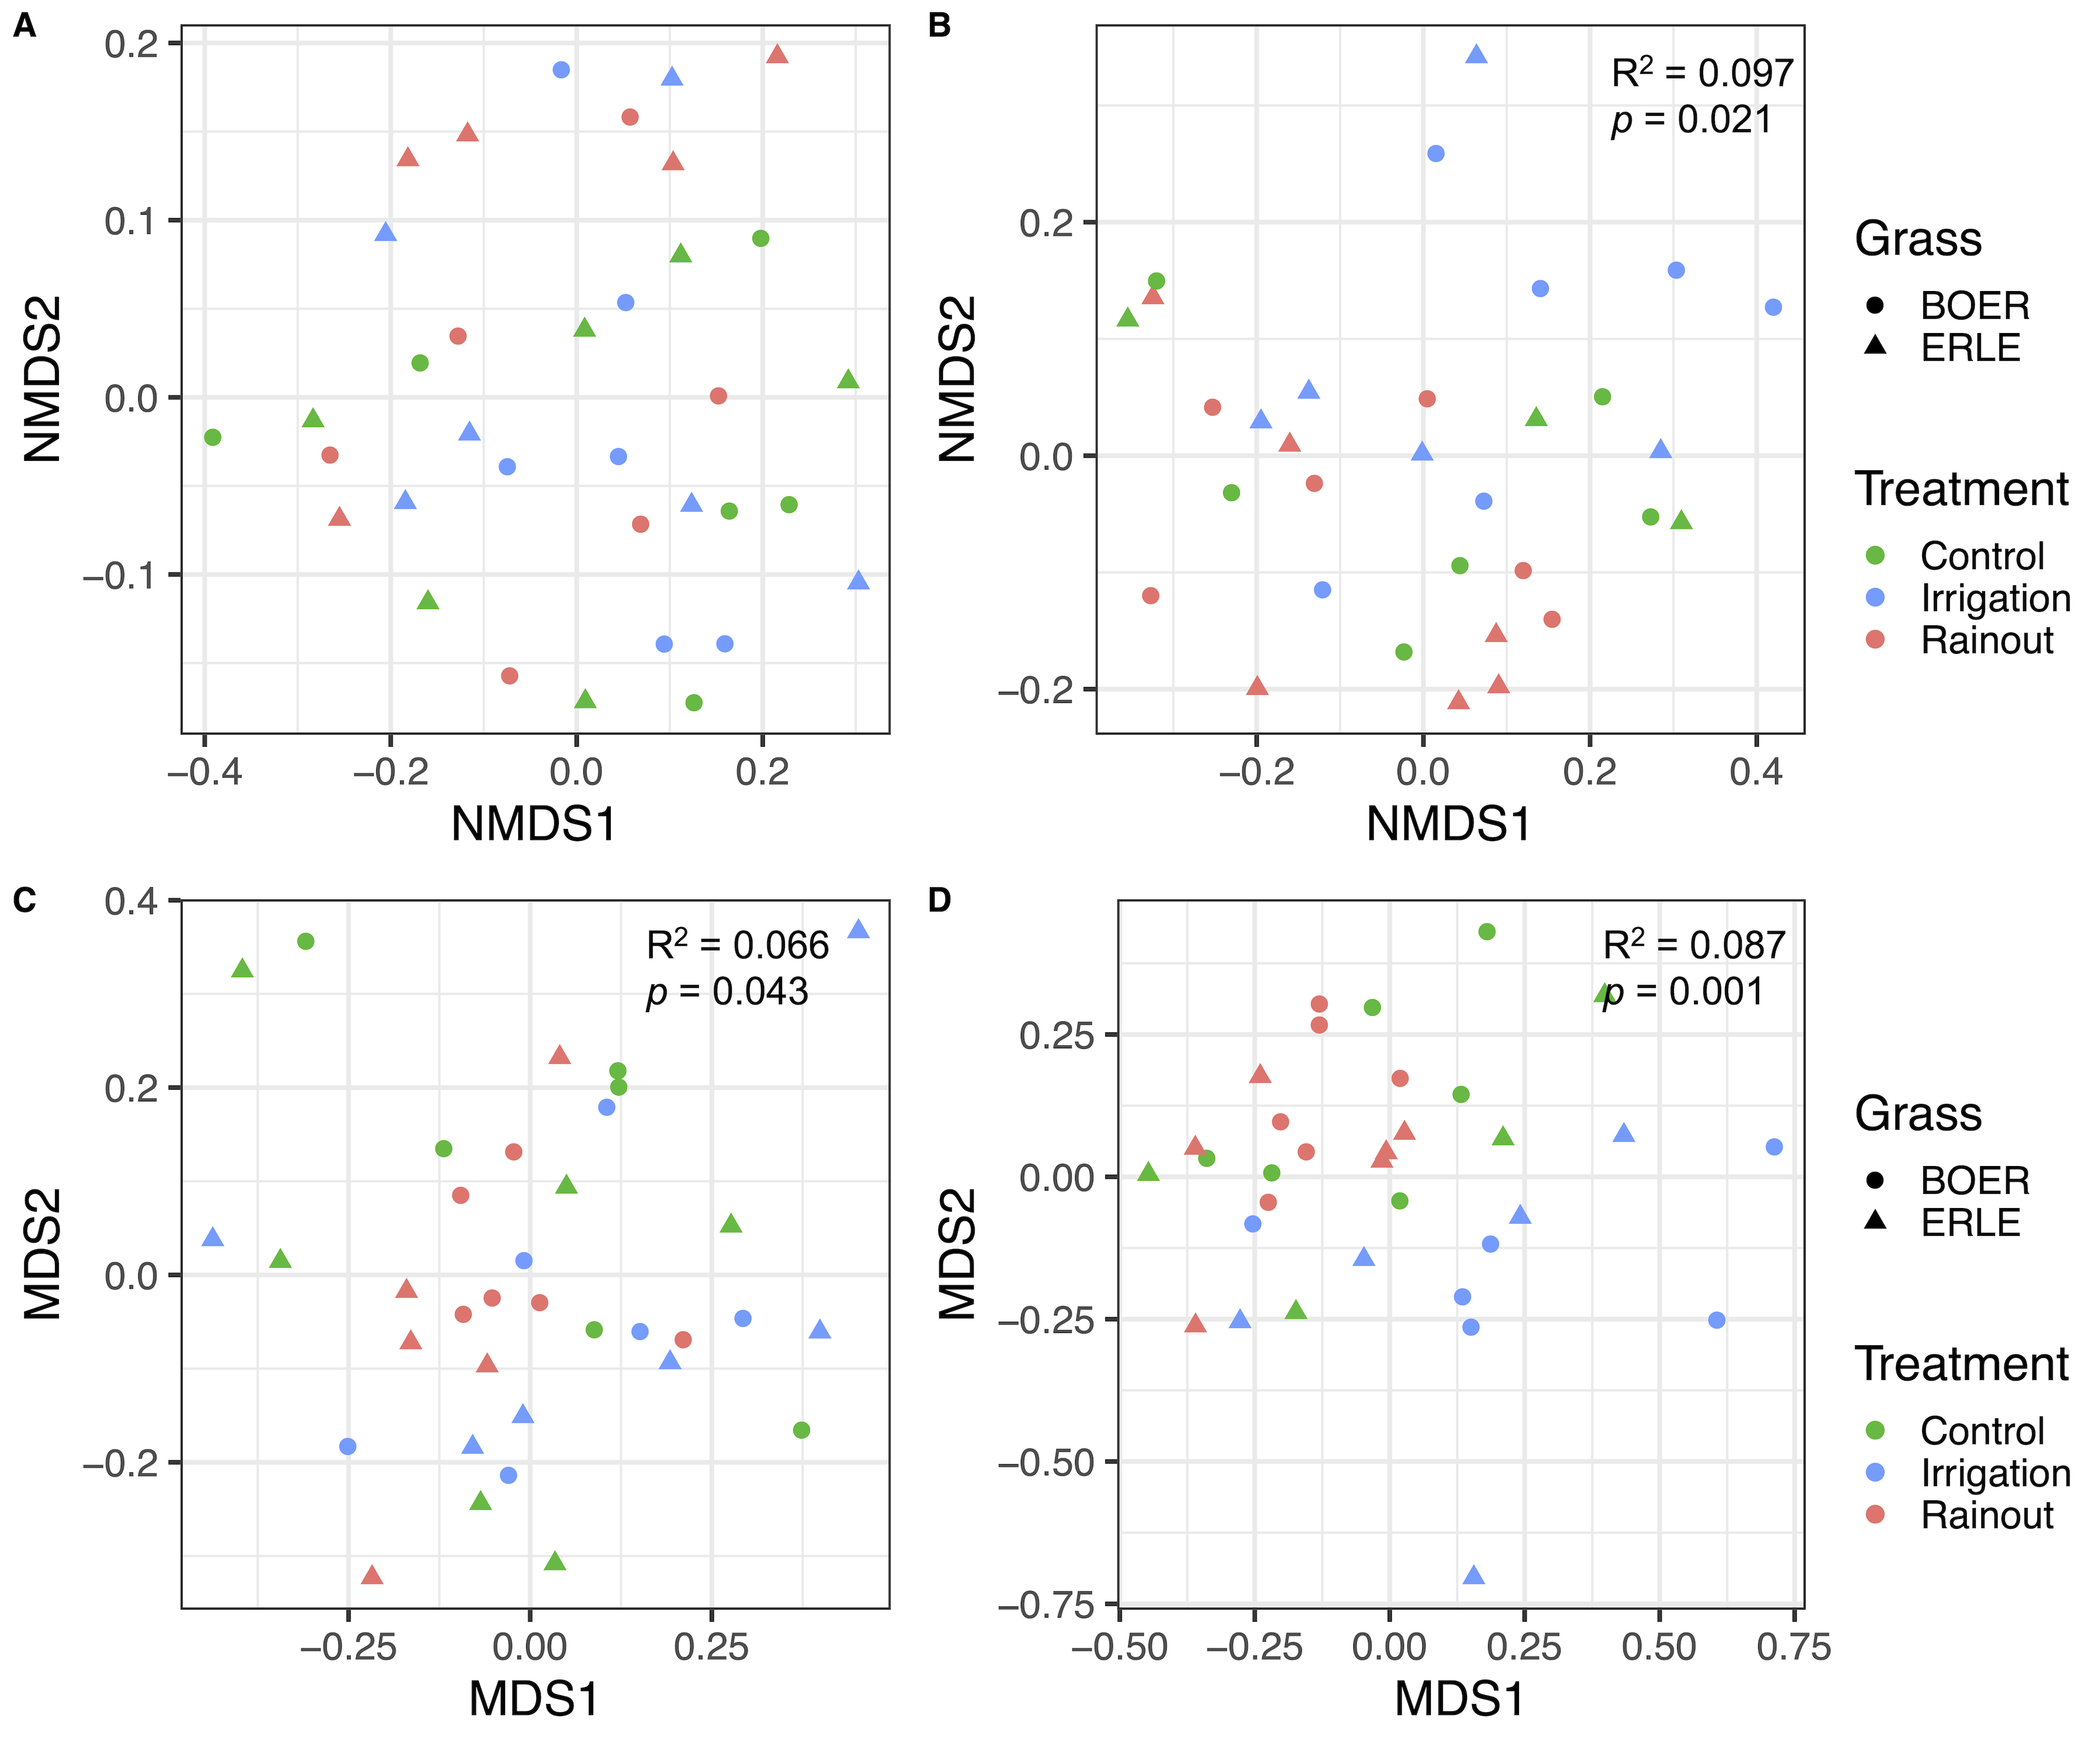 A
0.2
0.1
0.0
−0.1
NMDS2
−0.4 −0.2 0.0 0.2
NMDS1
B
R² = 0.097
p = 0.021
0.2
0.0
−0.2
NMDS2
−0.2 0.0 0.2 0.4
NMDS1
Grass
BOER
ERLE
Treatment
Control
Irrigation
Rainout
C
R² = 0.066
p = 0.043
0.4
0.2
0.0
−0.2
MDS2
−0.25 0.00 0.25
MDS1
D
R² = 0.087
p = 0.001
0.25
0.00
−0.25
−0.50
−0.75
MDS2
−0.50 −0.25 0.00 0.25 0.50 0.75
MDS1
Grass
BOER
ERLE
Treatment
Control
Irrigation
Rainout